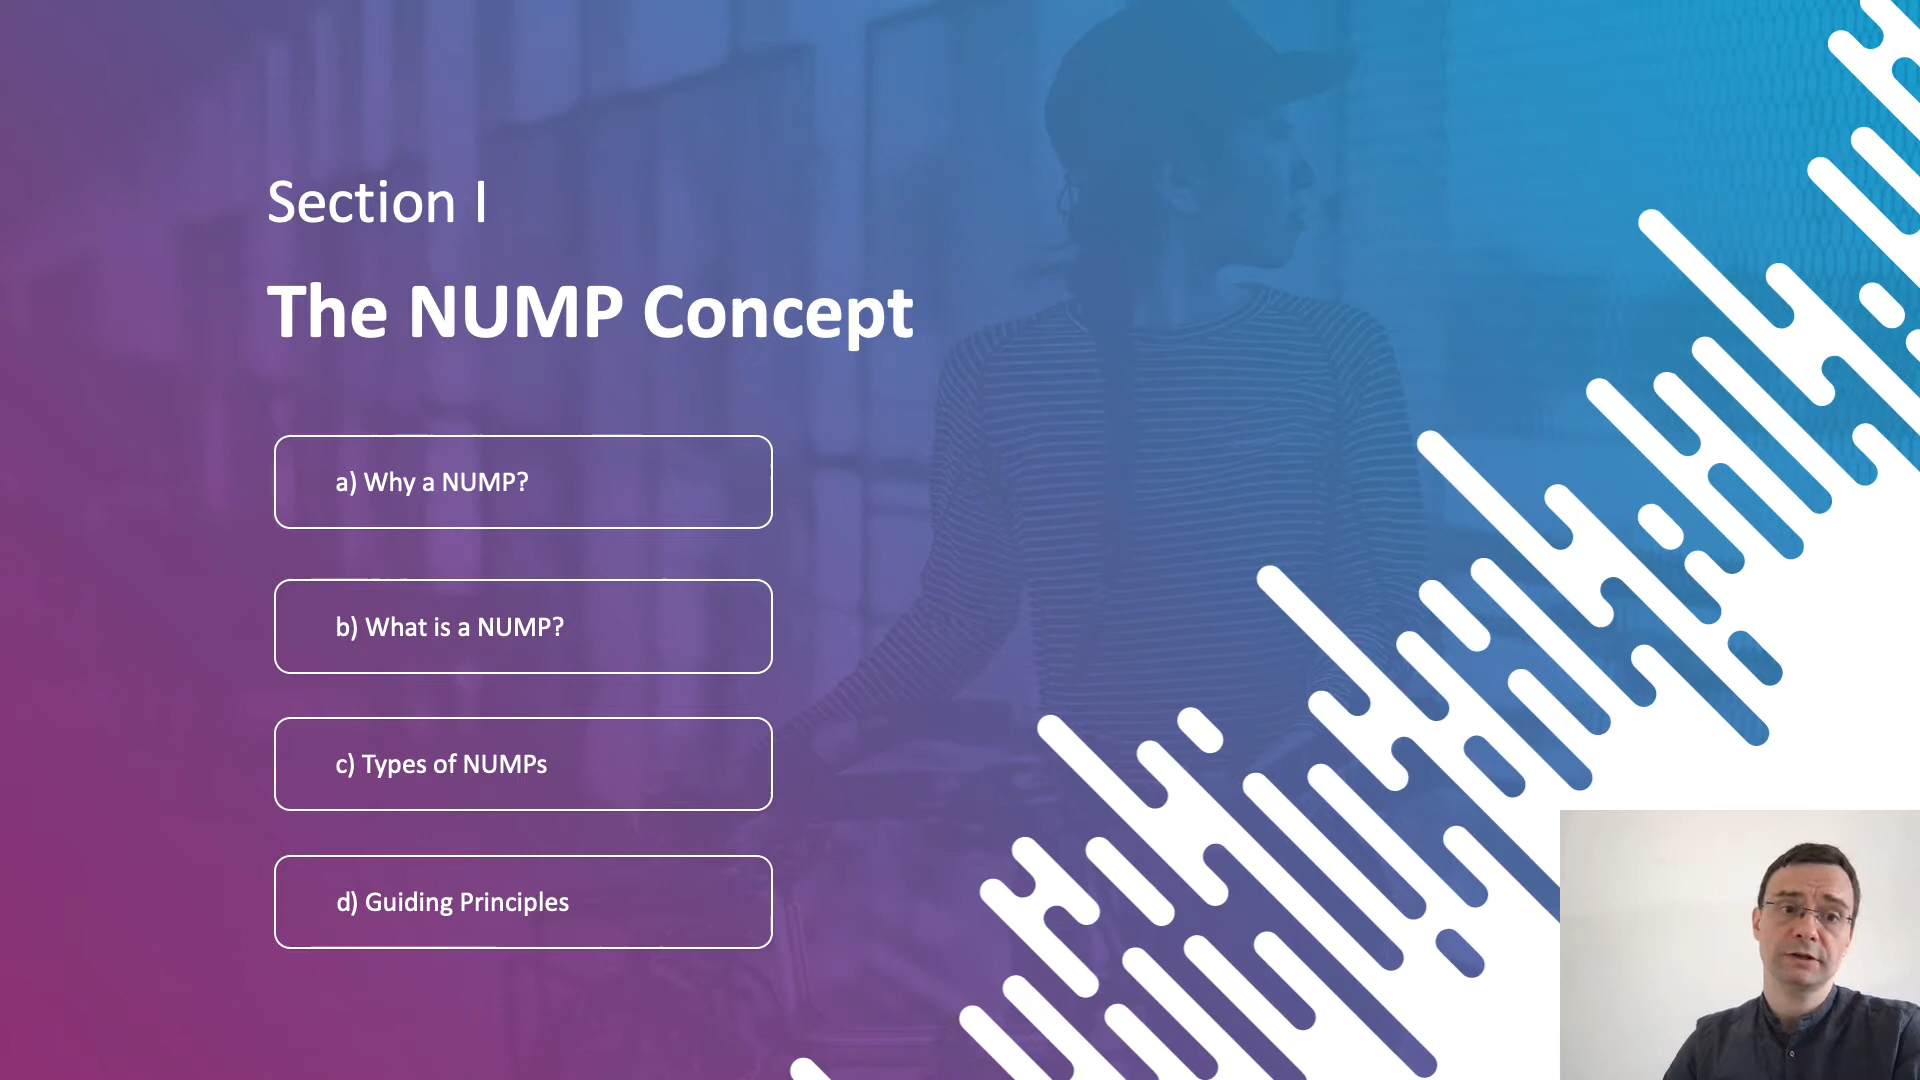 Section I
The NUMP Concept
a) Why a NUMP?
b) What is a NUMP?
c) Types of NUMPs
d) Guiding Principles